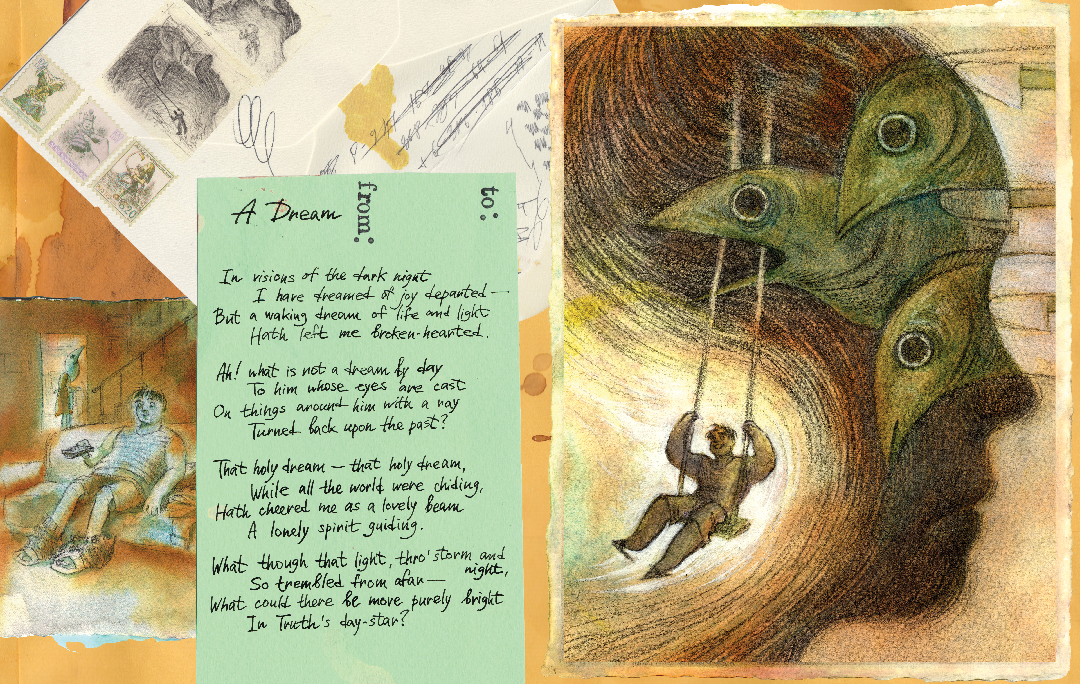 A Dream
from:
to:
In visions of the dark night
I have dreamed of joy departed—
But a waking dream of life and light
Hath left me broken-hearted.
Ah! what is not a dream by day
To him whose eyes are cast
On things around him with a ray
Turned back upon the past?
That holy dream — that holy dream,
While all the world were chiding,
Hath cheered me as a lovely beam
A lonely spirit guiding.
What though that light, thro' storm and
night,
So trembled from afar—
What could there be more purely bright
In Truth's day-star?